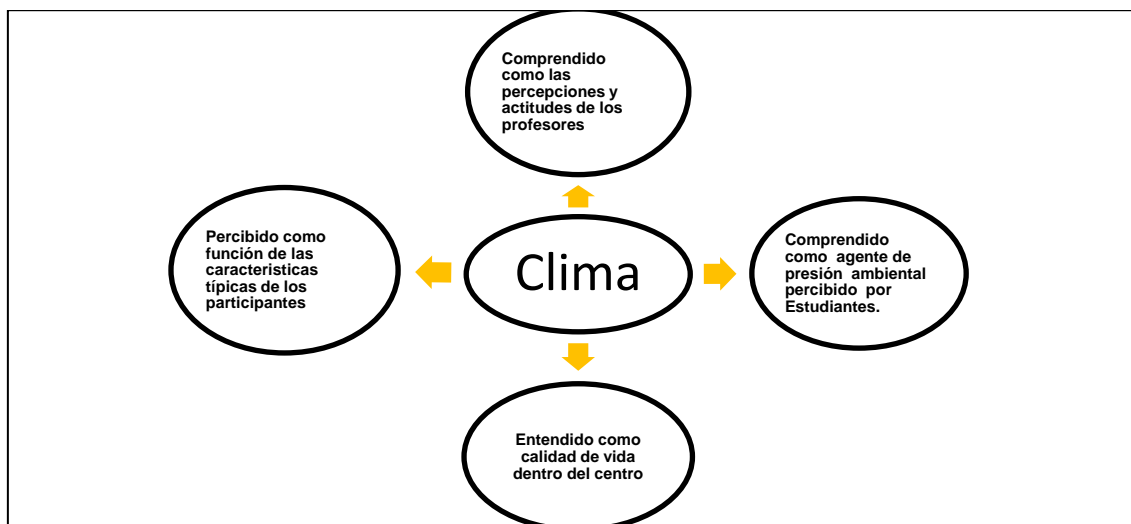 Comprendido
como las
percepciones y
actitudes de los
profesores
Percibido como
función de las
caracteristicas
típicas de los
participantes
Clima
Comprendido
como agente de
presión ambiental
percibido por
Estudiantes.
Entendido como
calidad de vida
dentro del centro